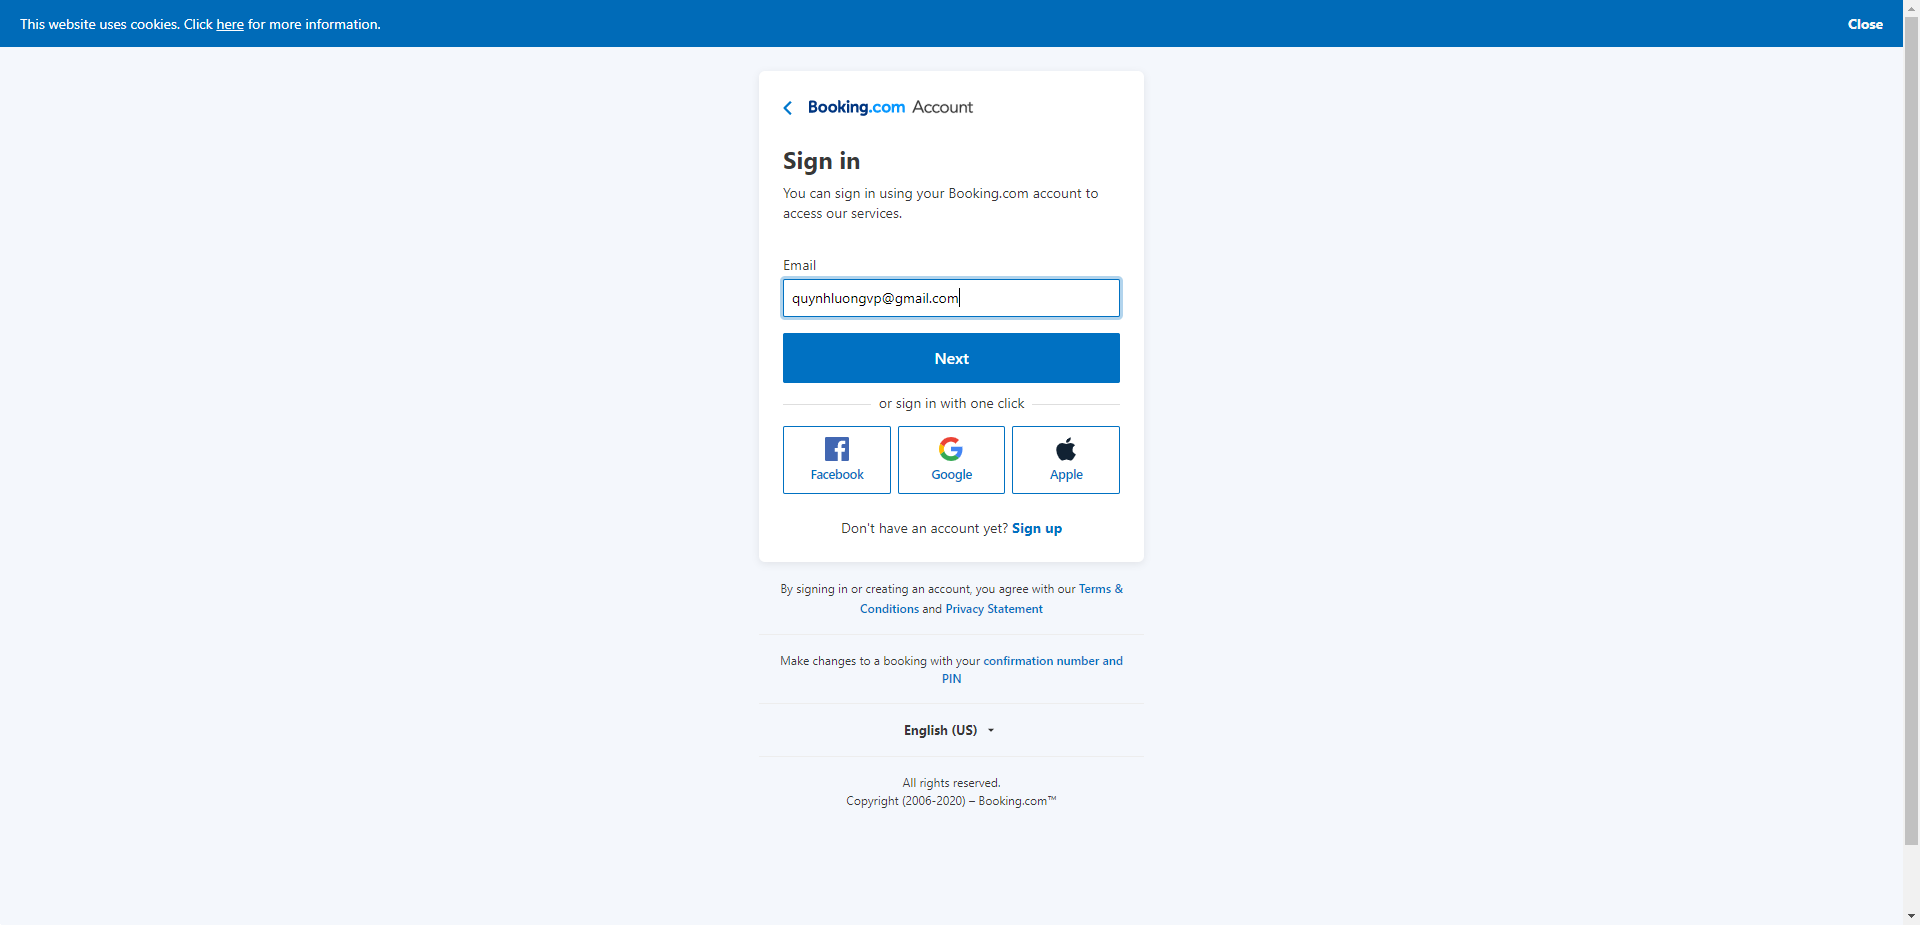 This website uses cookies. Click here for more information.
Close
Booking.com Account
Sign in
You can sign in using your Booking.com account to
access our services.
Email
quynhluongvp@gmail.com
Next
or sign in with one click
Facebook
Google
Apple
Don't have an account yet? Sign up
By signing in or creating an account, you agree with our Terms &
Conditions and Privacy Statement
Make changes to a booking with your confirmation number and
PIN
English (US)
All rights reserved.
Copyright (2006-2020) – Booking.com™